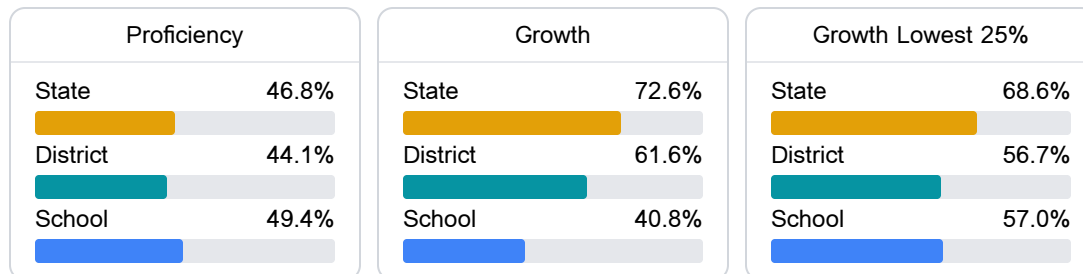 Proficiency
State 46.8%
District 44.1%
School 49.4%
Growth
State 72.6%
District 61.6%
School 40.8%
Growth Lowest 25%
State 68.6%
District 56.7%
School 57.0%